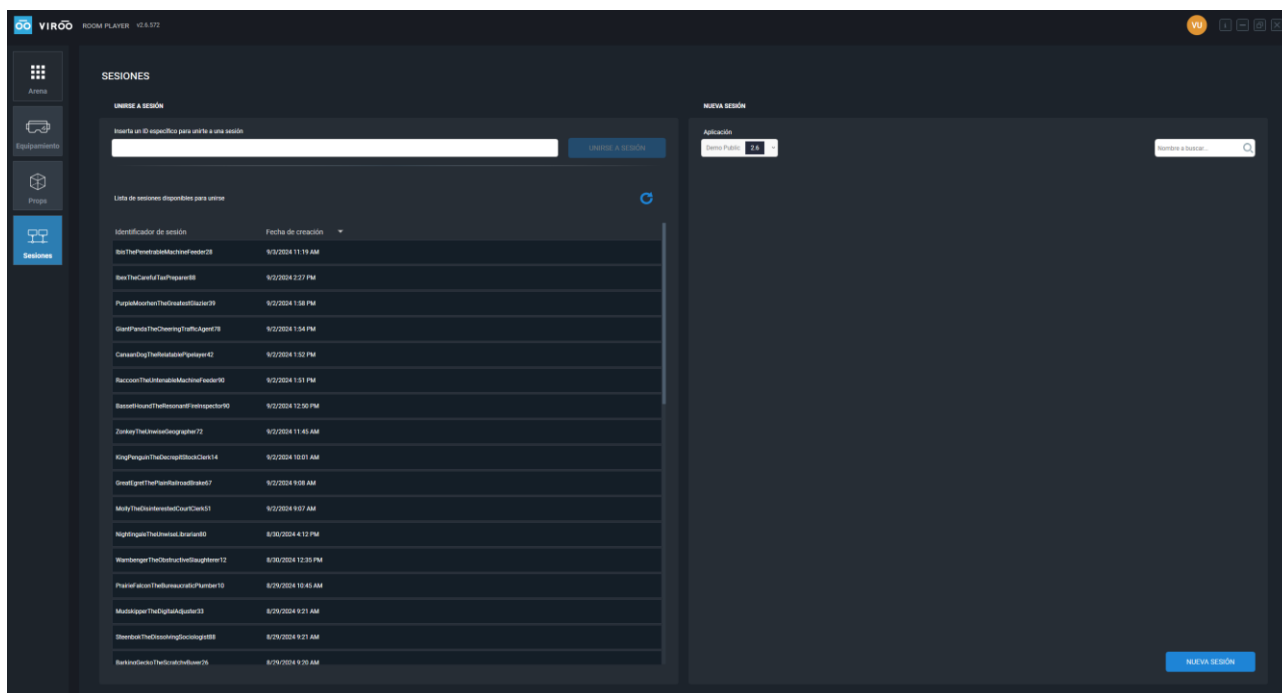 VIROO ROOM PLAYER v2.6.572
VU
Arena
Equipamiento
Props
Sesiones
SESIONES
UNIRSE A SESIÓN
Inserta un ID específico para unirte a una sesión
UNIRSE A SESIÓN
Lista de sesiones disponibles para unirse
Identificador de sesión Fecha de creación
IbisThePenetrableMachineFeeder28 9/3/2024 11:19 AM
IbexTheCarefulTaxPreparer88 9/2/2024 2:27 PM
PurpleMoorhenTheGreatestGlazier39 9/2/2024 1:58 PM
GiantPandaTheCheeringTrafficAgent78 9/2/2024 1:54 PM
CanaanDogTheRelatablePipelayer42 9/2/2024 1:52 PM
RaccoonTheUntenableMachineFeeder90 9/2/2024 1:51 PM
BassetHoundTheResonantFireInspector90 9/2/2024 12:50 PM
ZonkeyTheUnwiseGeographer72 9/2/2024 11:45 AM
KingPenguinTheDecrepitStockClerk14 9/2/2024 10:01 AM
GreatEgretThePlainRailroadBrake67 9/2/2024 9:08 AM
MollyTheDisinterestedCourtClerk51 9/2/2024 9:07 AM
NightingaleTheUnwiseLibrarian80 8/30/2024 4:12 PM
WambengerTheObstructiveSlaughterer12 8/30/2024 12:35 PM
PrairieFalconTheBureaucraticPlumber10 8/29/2024 10:45 AM
MudskipperTheDigitalAdjuster33 8/29/2024 9:21 AM
SteenbokTheDissolvingSociologist88 8/29/2024 9:21 AM
BarkingGeckoTheScratchyBuyer26 8/29/2024 9:20 AM
NUEVA SESIÓN
Aplicación
Demo Public 2.6
Nombre a buscar...
NUEVA SESIÓN